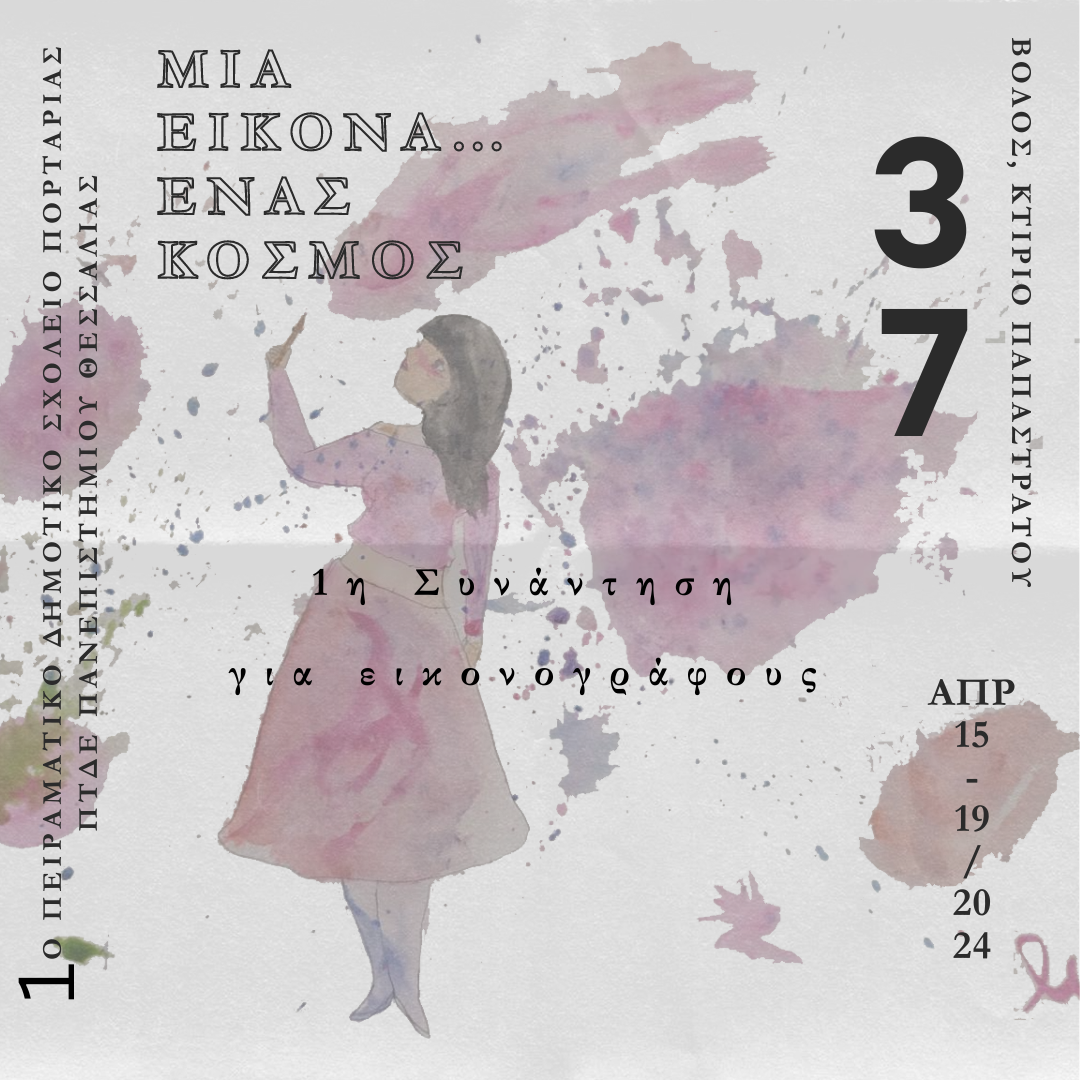 ΜΙΑ
ΕΙΚΟΝΑ...
ΕΝΑΣ
ΚΟΣΜΟΣ
1ο ΠΕΙΡΑΜΑΤΙΚΟ ΔΗΜΟΤΙΚΟ ΣΧΟΛΕΙΟ ΠΟΡΤΑΡΙΑΣ
ΠΤΔΕ ΠΑΝΕΠΙΣΤΗΜΙΟΥ ΘΕΣΣΑΛΙΑΣ
3
7
ΒΟΛΟΣ, ΚΤΙΡΙΟ ΠΑΠΑΣΤΡΑΤΟΥ
1η Συνάντηση
για εικονογράφους
ΑΠΡ
15
-
19
/
20
24